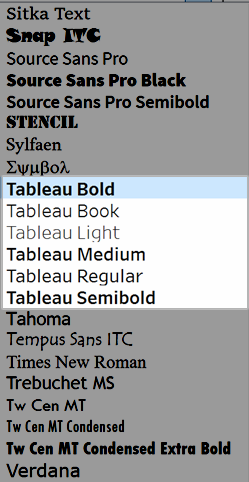 Sitka Text
Snap ITC
Source Sans Pro
Source Sans Pro Black
Source Sans Pro Semibold
STENCIL
Sylfaen
Σψμβολ
Tableau Bold
Tableau Book
Tableau Light
Tableau Medium
Tableau Regular
Tableau Semibold
Tahoma
Tempus Sans ITC
Times New Roman
Trebuchet MS
Tw Cen MT
Tw Cen MT Condensed
Tw Cen MT Condensed Extra Bold
Verdana